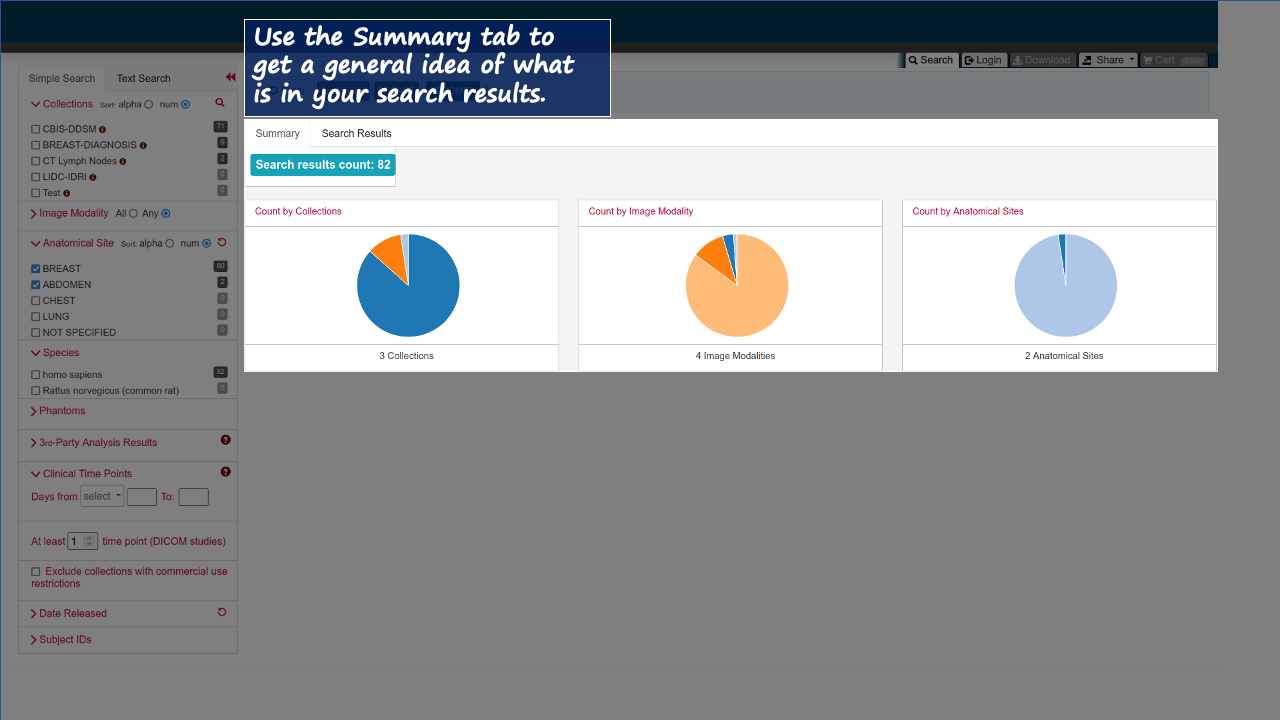 Use the Summary tab to
get a general idea of what
is in your search results.
Search
Login
Download
Share
Cart
Simple Search
Text Search
Collections Sort: alpha num
CBIS-DDSM 71
BREAST-DIAGNOSIS 9
CT Lymph Nodes 2
LIDC-IDRI 0
Test 0
Image Modality All Any
Anatomical Site Sort: alpha num
BREAST 80
ABDOMEN 2
CHEST 0
LUNG 0
NOT SPECIFIED 0
Species
homo sapiens 82
Rattus norvegicus (common rat) 0
Phantoms
3rd-Party Analysis Results ?
Clinical Time Points ?
Days from select To:
At least 1 time point (DICOM studies)
Exclude collections with commercial use
restrictions
Date Released
Subject IDs
Summary
Search Results
Search results count: 82
Count by Collections
3 Collections
Count by Image Modality
4 Image Modalities
Count by Anatomical Sites
2 Anatomical Sites